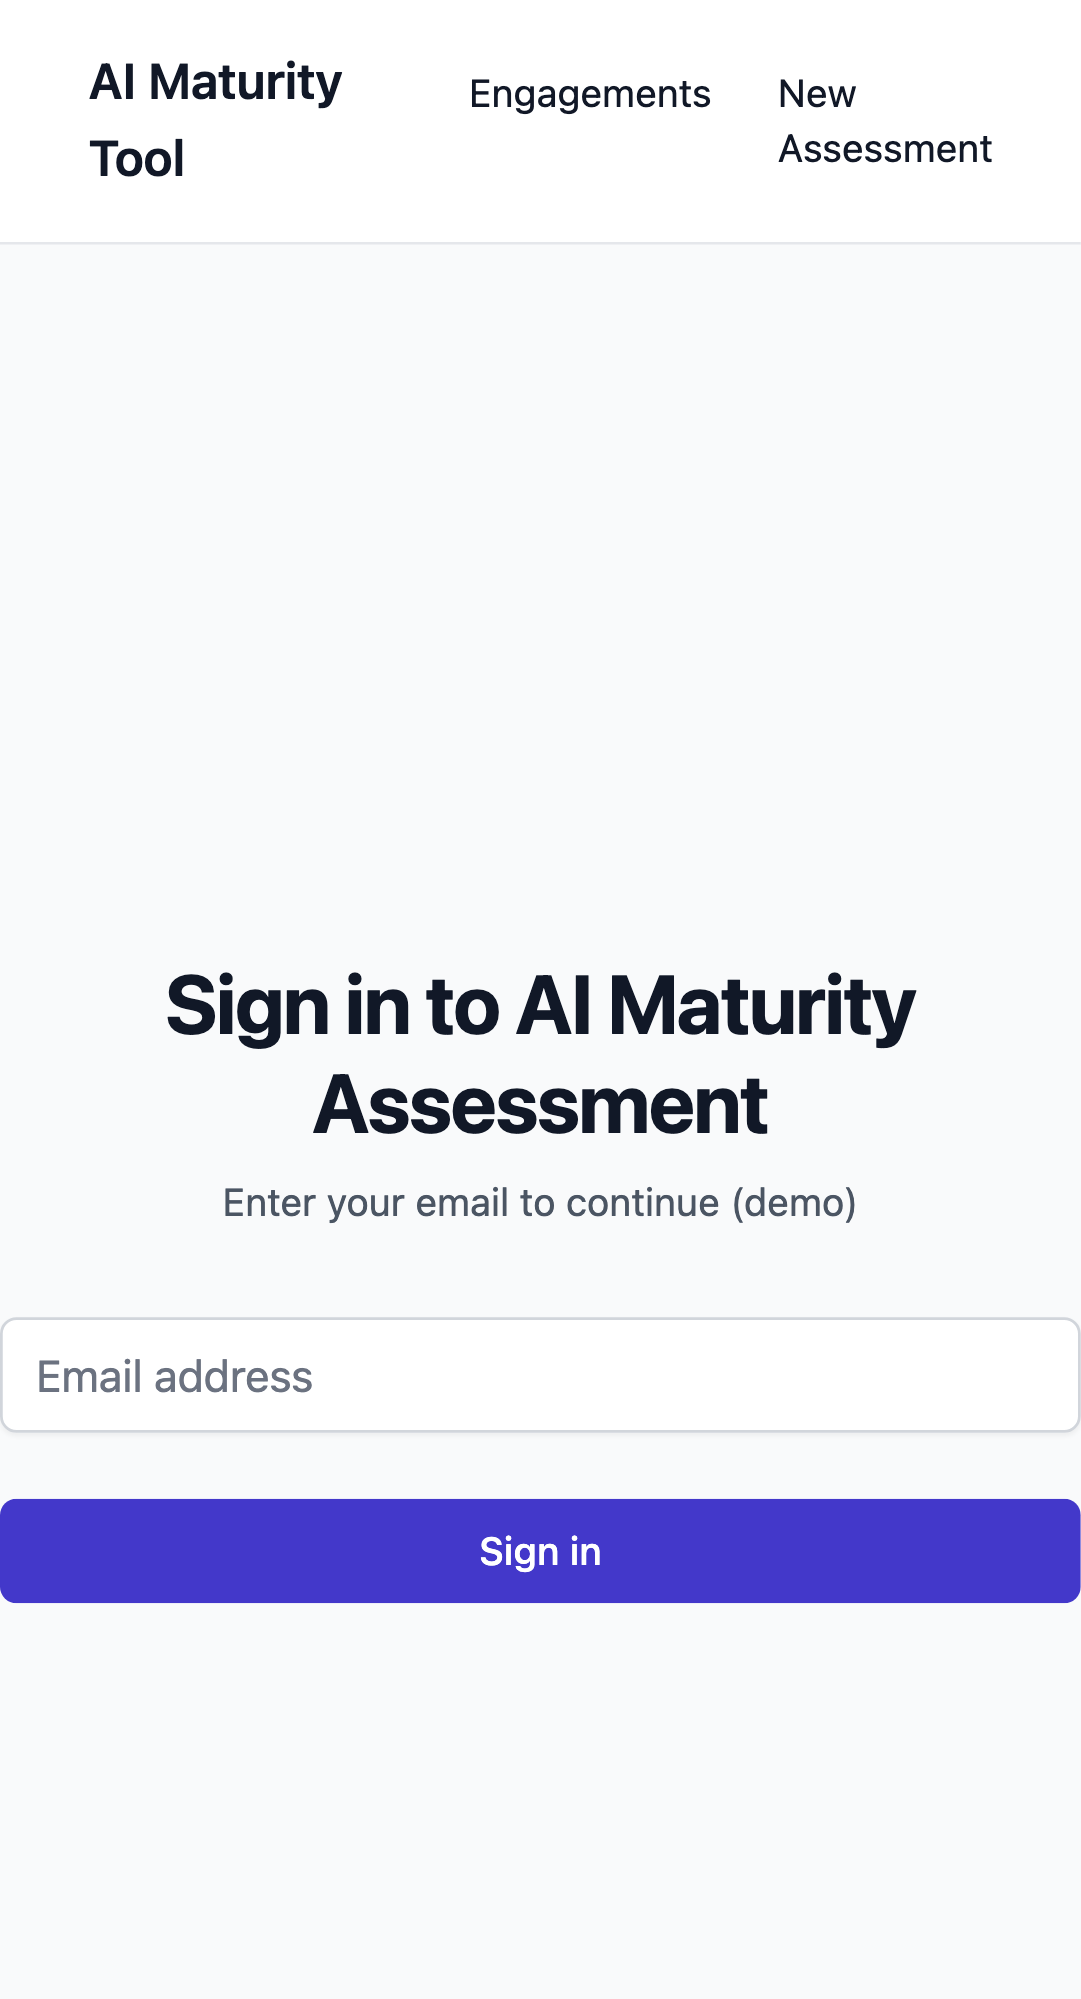 AI Maturity
Tool
Engagements
New
Assessment
Sign in to AI Maturity
Assessment
Enter your email to continue (demo)
Email address
Sign in